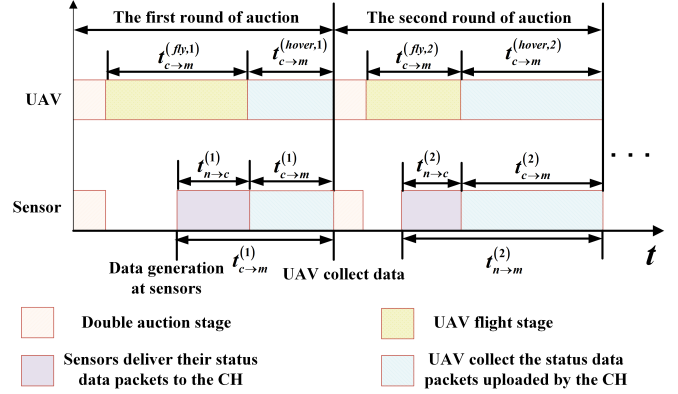 The first round of auction
The second round of auction
t_{c→m}^{(fly,1)}
t_{c→m}^{(hover,1)}
t_{c→m}^{(fly,2)}
t_{c→m}^{(hover,2)}
UAV
t_{n→c}^{(1)}
t_{c→m}^{(1)}
t_{n→c}^{(2)}
t_{c→m}^{(2)}
. . .
Sensor
Data generation
at sensors
t_{c→m}^{(1)}
UAV collect data
t_{n→m}^{(2)}
t
Double auction stage
UAV flight stage
Sensors deliver their status
data packets to the CH
UAV collect the status data
packets uploaded by the CH